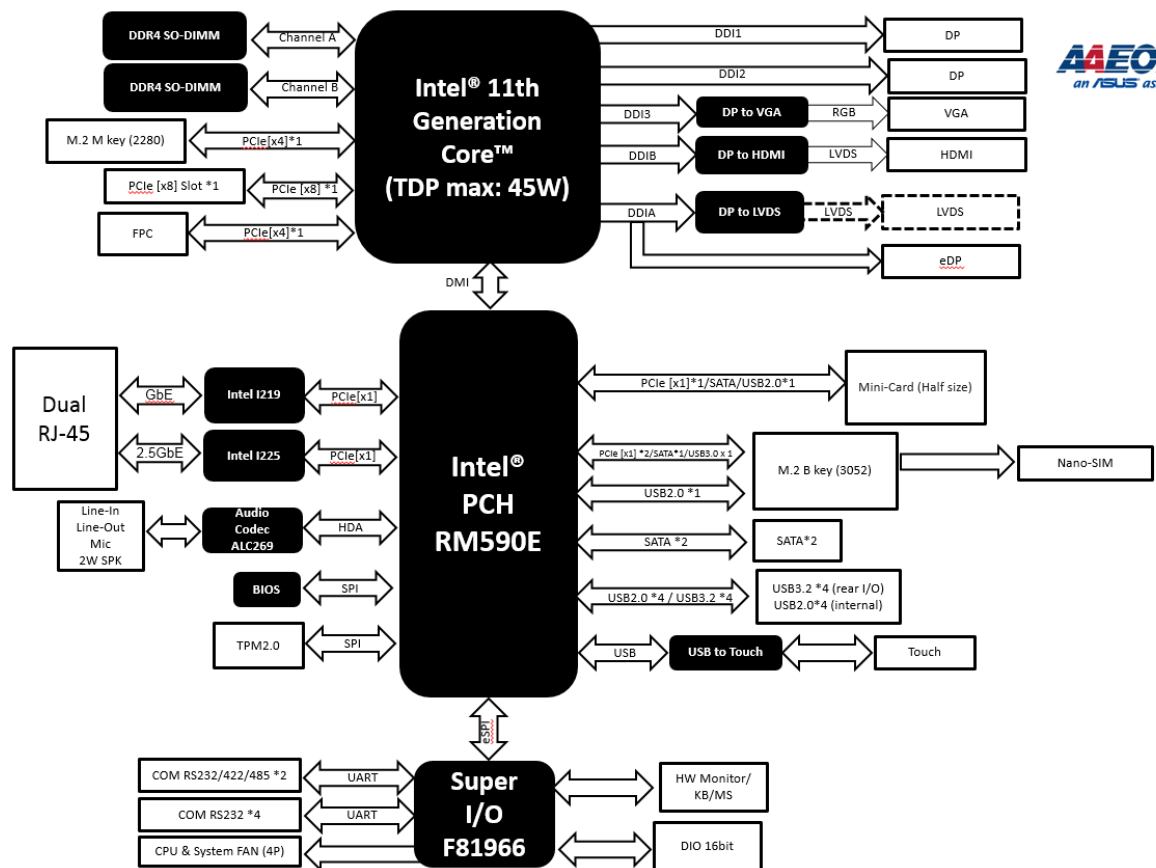 DDR4 SO-DIMM
Channel A
DDR4 SO-DIMM
Channel B
M.2 M key (2280)
PCIe[x4]*1
PCIe [x8] Slot *1
PCIe [x8] *1
FPC
PCIe[x4]*1
Intel® 11th
Generation
Core™
(TDP max: 45W)
DDI1
DP
DDI2
DP
DDI3
DP to VGA
RGB
VGA
DDIB
DP to HDMI
LVDS
HDMI
DDIA
DP to LVDS
LVDS
LVDS
eDP
AAEO
an ASUS as
DMI
Dual
RJ-45
GbE
Intel I219
PCIe[x1]
2.5GbE
Intel I225
PCIe[x1]
Line-In
Line-Out
Mic
2W SPK
Audio
Codec
ALC269
HDA
BIOS
SPI
TPM2.0
SPI
Intel®
PCH
RM590E
PCIe [x1]*1/SATA/USB2.0*1
Mini-Card (Half size)
PCIe [x1] *2/SATA*1/USB3.0 x 1
USB2.0 *1
M.2 B key (3052)
Nano-SIM
SATA *2
SATA*2
USB2.0 *4 / USB3.2 *4
USB3.2 *4 (rear I/O)
USB2.0*4 (internal)
USB
USB to Touch
Touch
eSPI
COM RS232/422/485 *2
UART
COM RS232 *4
UART
CPU & System FAN (4P)
Super
I/O
F81966
HW Monitor/
KB/MS
DIO 16bit